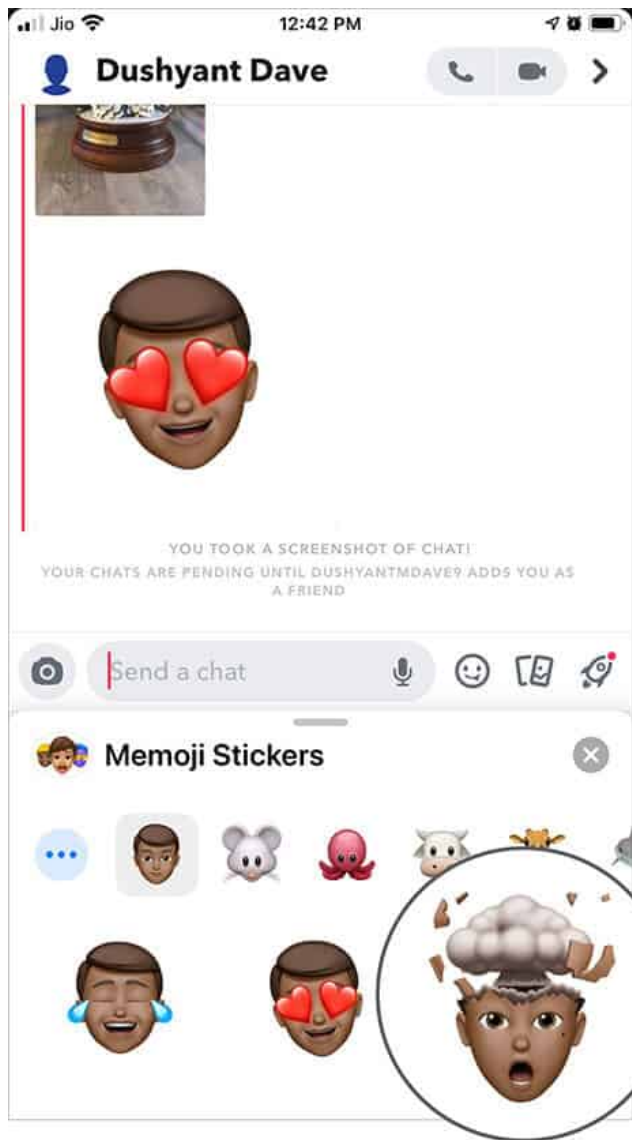 Jio 12:42 PM
Dushyant Dave
YOU TOOK A SCREENSHOT OF CHAT!
YOUR CHATS ARE PENDING UNTIL DUSHYANTMDAVE9 ADDS YOU AS
A FRIEND
Send a chat
Memoji Stickers